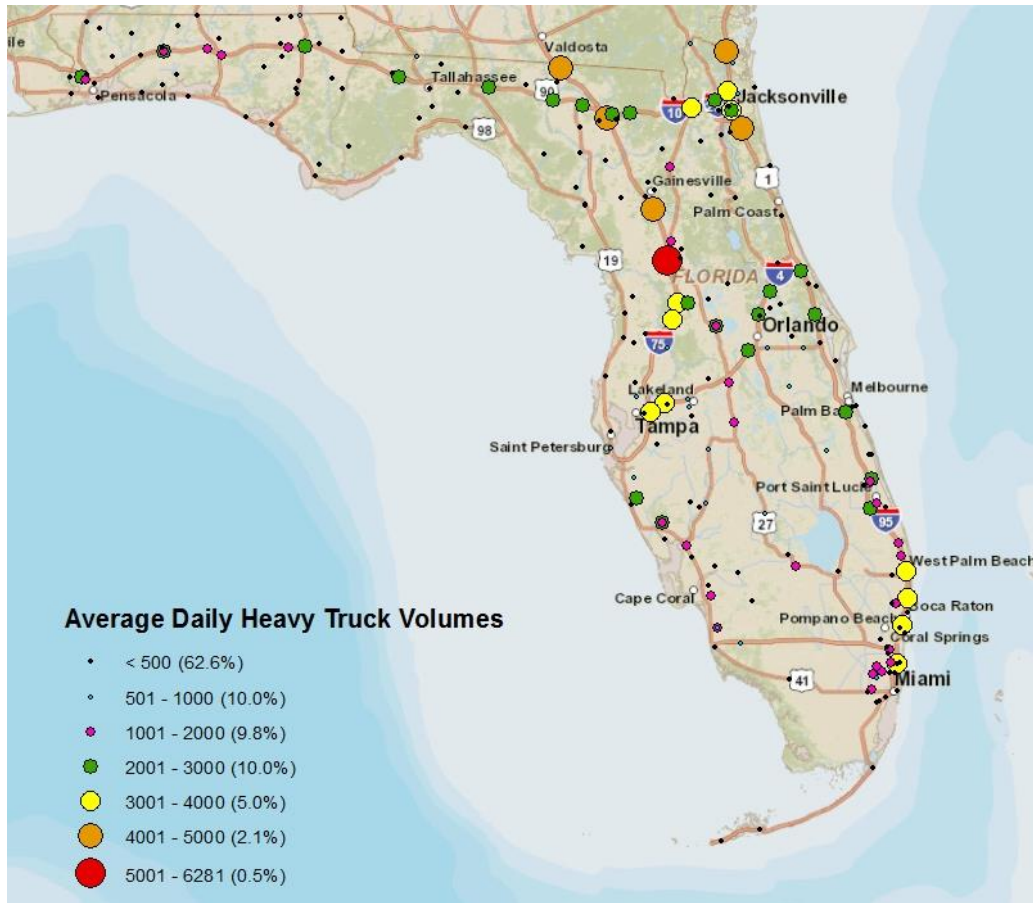 ile
Valdosta
Tallahassee
90
Pensacola
10
Jacksonville
98
Gainesville
1
Palm Coast
19
FLORIDA
4
Orlando
75
Lakeland
Melbourne
Palm Ba
Tampa
Saint Petersburg
Port Saint Lucie
27
95
West Palm Beach
Cape Coral
Boca Raton
Pompano Beach
Coral Springs
41
Miami
Average Daily Heavy Truck Volumes
< 500 (62.6%)
501 - 1000 (10.0%)
1001 - 2000 (9.8%)
2001 - 3000 (10.0%)
3001 - 4000 (5.0%)
4001 - 5000 (2.1%)
5001 - 6281 (0.5%)